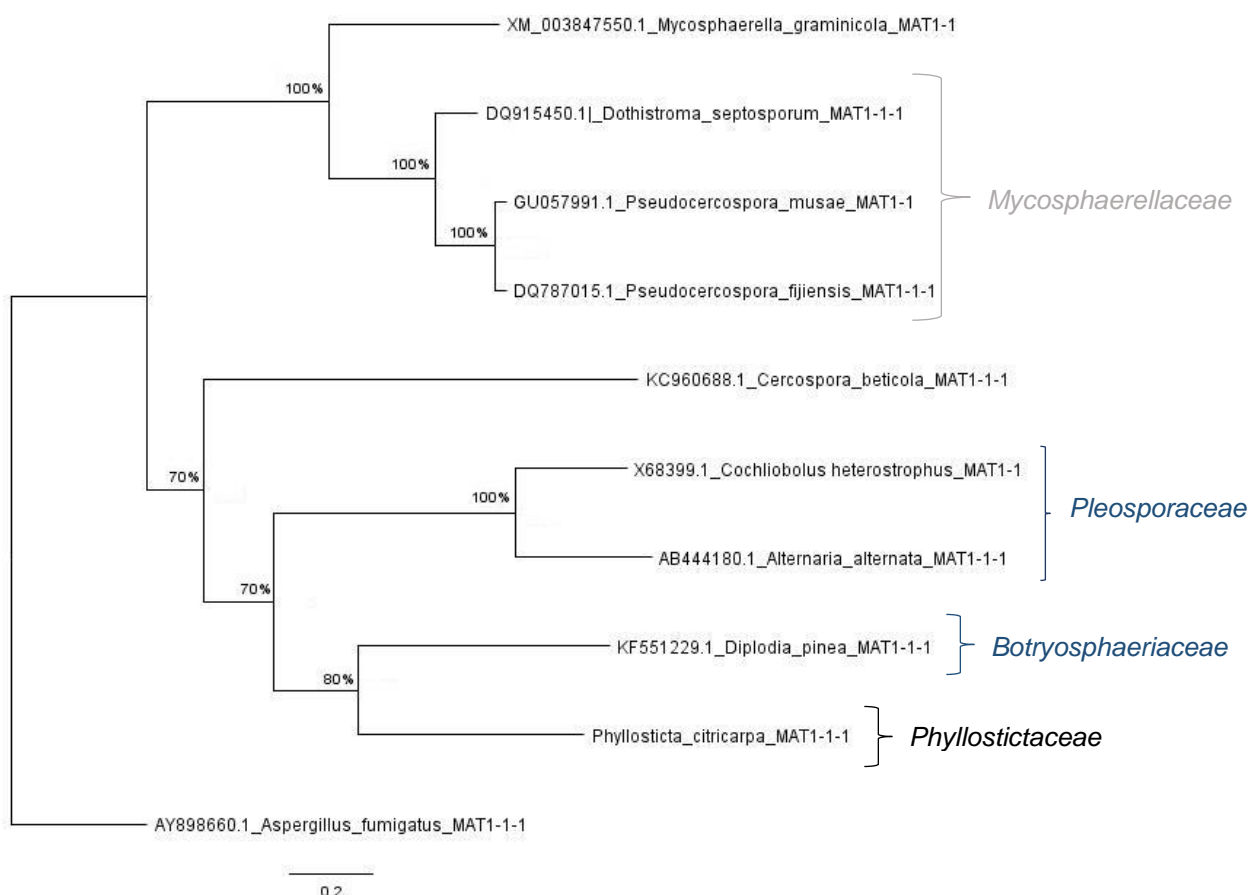 XM_003847550.1_Mycosphaerella_graminicola_MAT1-1
100%
DQ915450.1|_Dothistroma_septosporum_MAT1-1-1
100%
GU057991.1_Pseudocercospora_musae_MAT1-1
Mycosphaerellaceae
100%
DQ787015.1_Pseudocercospora_fijiensis_MAT1-1-1
KC960688.1_Cercospora_beticola_MAT1-1-1
70%
X68399.1_Cochliobolus heterostrophus_MAT1-1
100%
Pleosporaceae
AB444180.1_Alternaria_alternata_MAT1-1-1
70%
KF551229.1_Diplodia_pinea_MAT1-1-1
Botryosphaeriaceae
80%
Phyllosticta_citricarpa_MAT1-1-1
Phyllostictaceae
AY898660.1_Aspergillus_fumigatus_MAT1-1-1
0.2